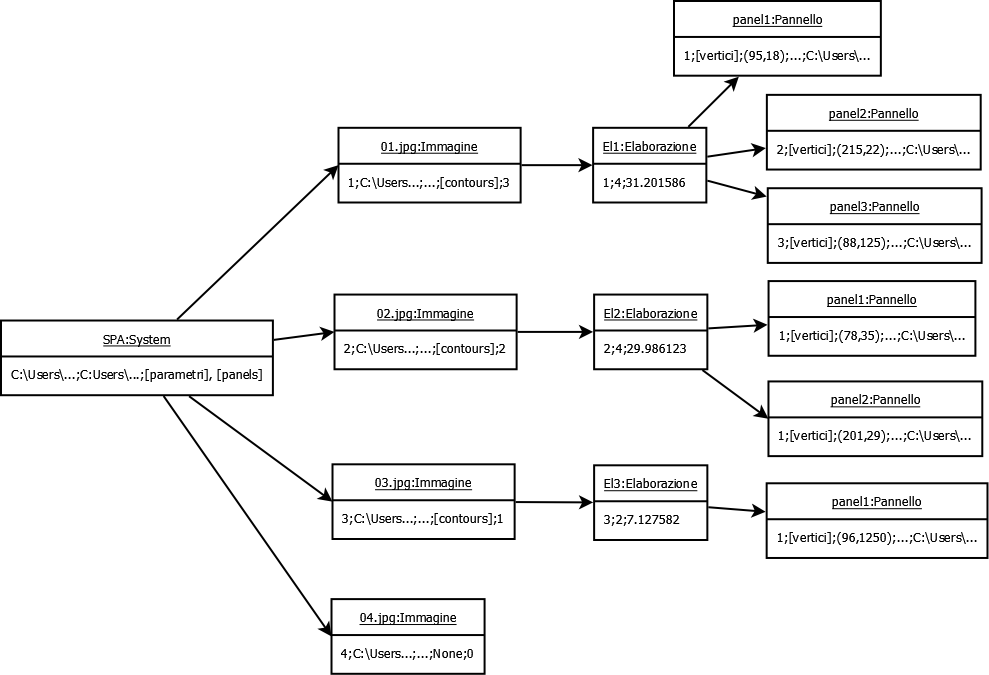 panel1:Pannello
1;[vertici];(95,18);...;C:\Users\...
panel2:Pannello
2;[vertici];(215,22);...;C:\Users\...
01.jpg:Immagine
1;C:\Users...;...;[contours];3
El1:Elaborazione
1;4;31.201586
panel3:Pannello
3;[vertici];(88,125);...;C:\Users\...
02.jpg:Immagine
2;C:\Users...;...;[contours];2
El2:Elaborazione
2;4;29.986123
panel1:Pannello
1;[vertici];(78,35);...;C:\Users\...
SPA:System
C:\Users\...;C:Users\...;[parametri], [panels]
panel2:Pannello
1;[vertici];(201,29);...;C:\Users\...
03.jpg:Immagine
3;C:\Users...;...;[contours];1
El3:Elaborazione
3;2;7.127582
panel1:Pannello
1;[vertici];(96,1250);...;C:\Users\...
04.jpg:Immagine
4;C:\Users...;...;None;0